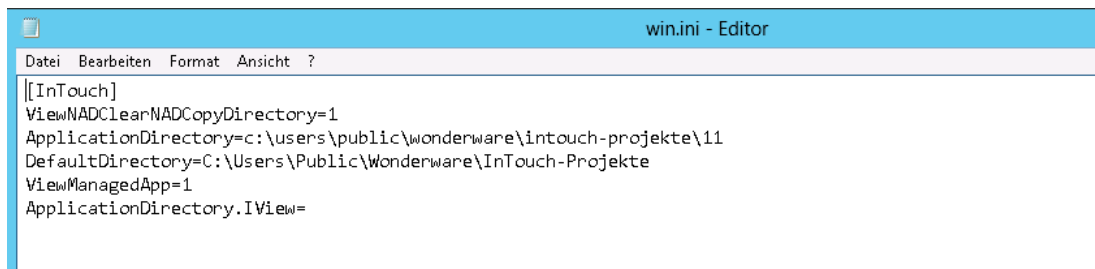 win.ini - Editor
Datei Bearbeiten Format Ansicht ?
[InTouch]
ViewNADClearNADCopyDirectory=1
ApplicationDirectory=c:\users\public\wonderware\intouch-projekte\11
DefaultDirectory=C:\Users\Public\Wonderware\InTouch-Projekte
ViewManagedApp=1
ApplicationDirectory.IView=